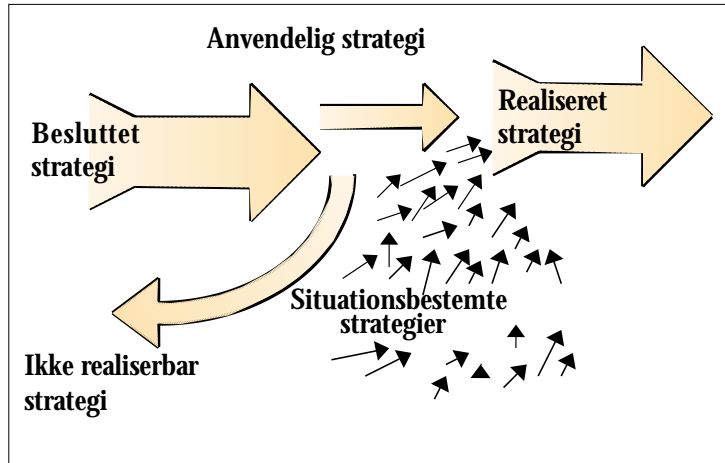 Anvendelig strategi
Besluttet
strategi
Realiseret
strategi
Situationsbestemte
strategier
Ikke realiserbar
strategi